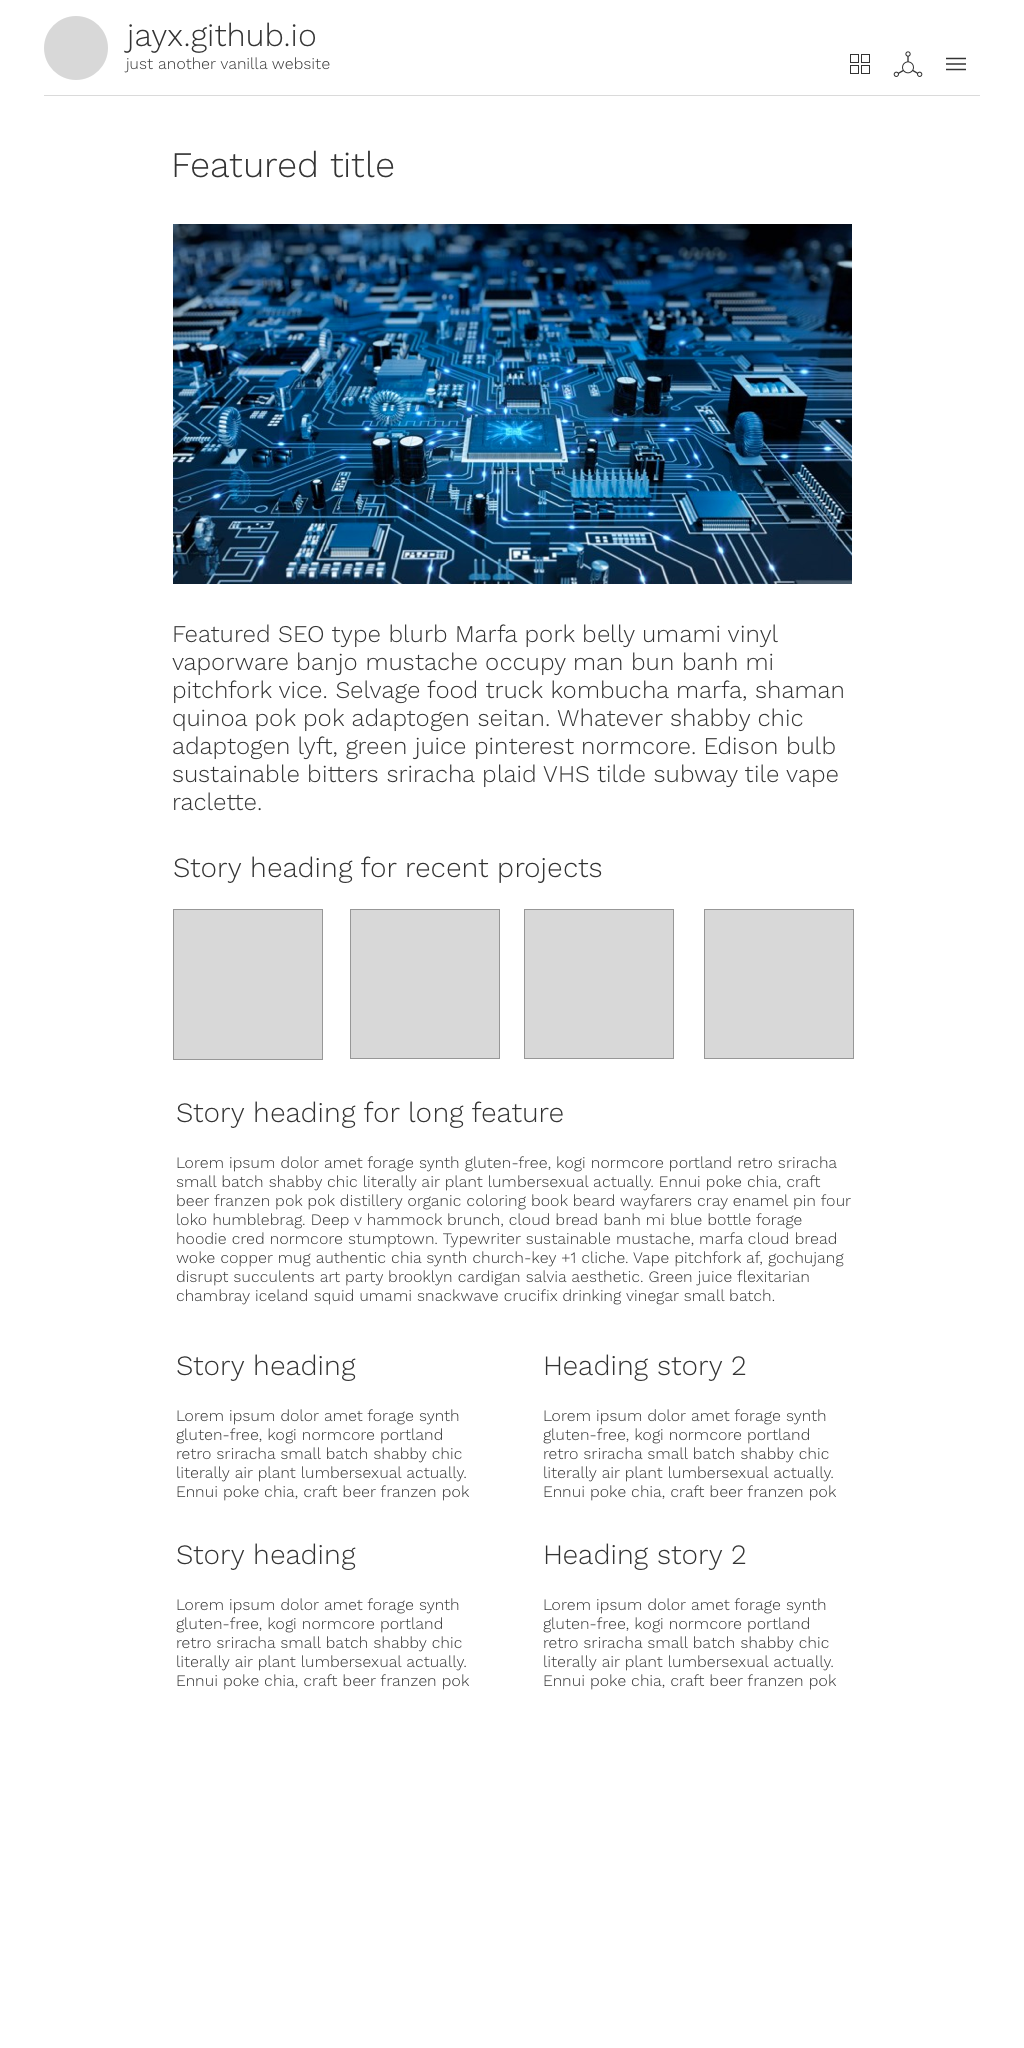 jayx.github.io
just another vanilla website
Featured title
Featured SEO type blurb Marfa pork belly umami vinyl
vaporware banjo mustache occupy man bun banh mi
pitchfork vice. Selvage food truck kombucha marfa, shaman
quinoa pok pok adaptogen seitan. Whatever shabby chic
adaptogen lyft, green juice pinterest normcore. Edison bulb
sustainable bitters sriracha plaid VHS tilde subway tile vape
raclette.
Story heading for recent projects
Story heading for long feature
Lorem ipsum dolor amet forage synth gluten-free, kogi normcore portland retro sriracha
small batch shabby chic literally air plant lumbersexual actually. Ennui poke chia, craft
beer franzen pok pok distillery organic coloring book beard wayfarers cray enamel pin four
loko humblebrag. Deep v hammock brunch, cloud bread banh mi blue bottle forage
hoodie cred normcore stumptown. Typewriter sustainable mustache, marfa cloud bread
woke copper mug authentic chia synth church-key +1 cliche. Vape pitchfork af, gochujang
disrupt succulents art party brooklyn cardigan salvia aesthetic. Green juice flexitarian
chambray iceland squid umami snackwave crucifix drinking vinegar small batch.
Story heading
Lorem ipsum dolor amet forage synth
gluten-free, kogi normcore portland
retro sriracha small batch shabby chic
literally air plant lumbersexual actually.
Ennui poke chia, craft beer franzen pok
Heading story 2
Lorem ipsum dolor amet forage synth
gluten-free, kogi normcore portland
retro sriracha small batch shabby chic
literally air plant lumbersexual actually.
Ennui poke chia, craft beer franzen pok
Story heading
Lorem ipsum dolor amet forage synth
gluten-free, kogi normcore portland
retro sriracha small batch shabby chic
literally air plant lumbersexual actually.
Ennui poke chia, craft beer franzen pok
Heading story 2
Lorem ipsum dolor amet forage synth
gluten-free, kogi normcore portland
retro sriracha small batch shabby chic
literally air plant lumbersexual actually.
Ennui poke chia, craft beer franzen pok